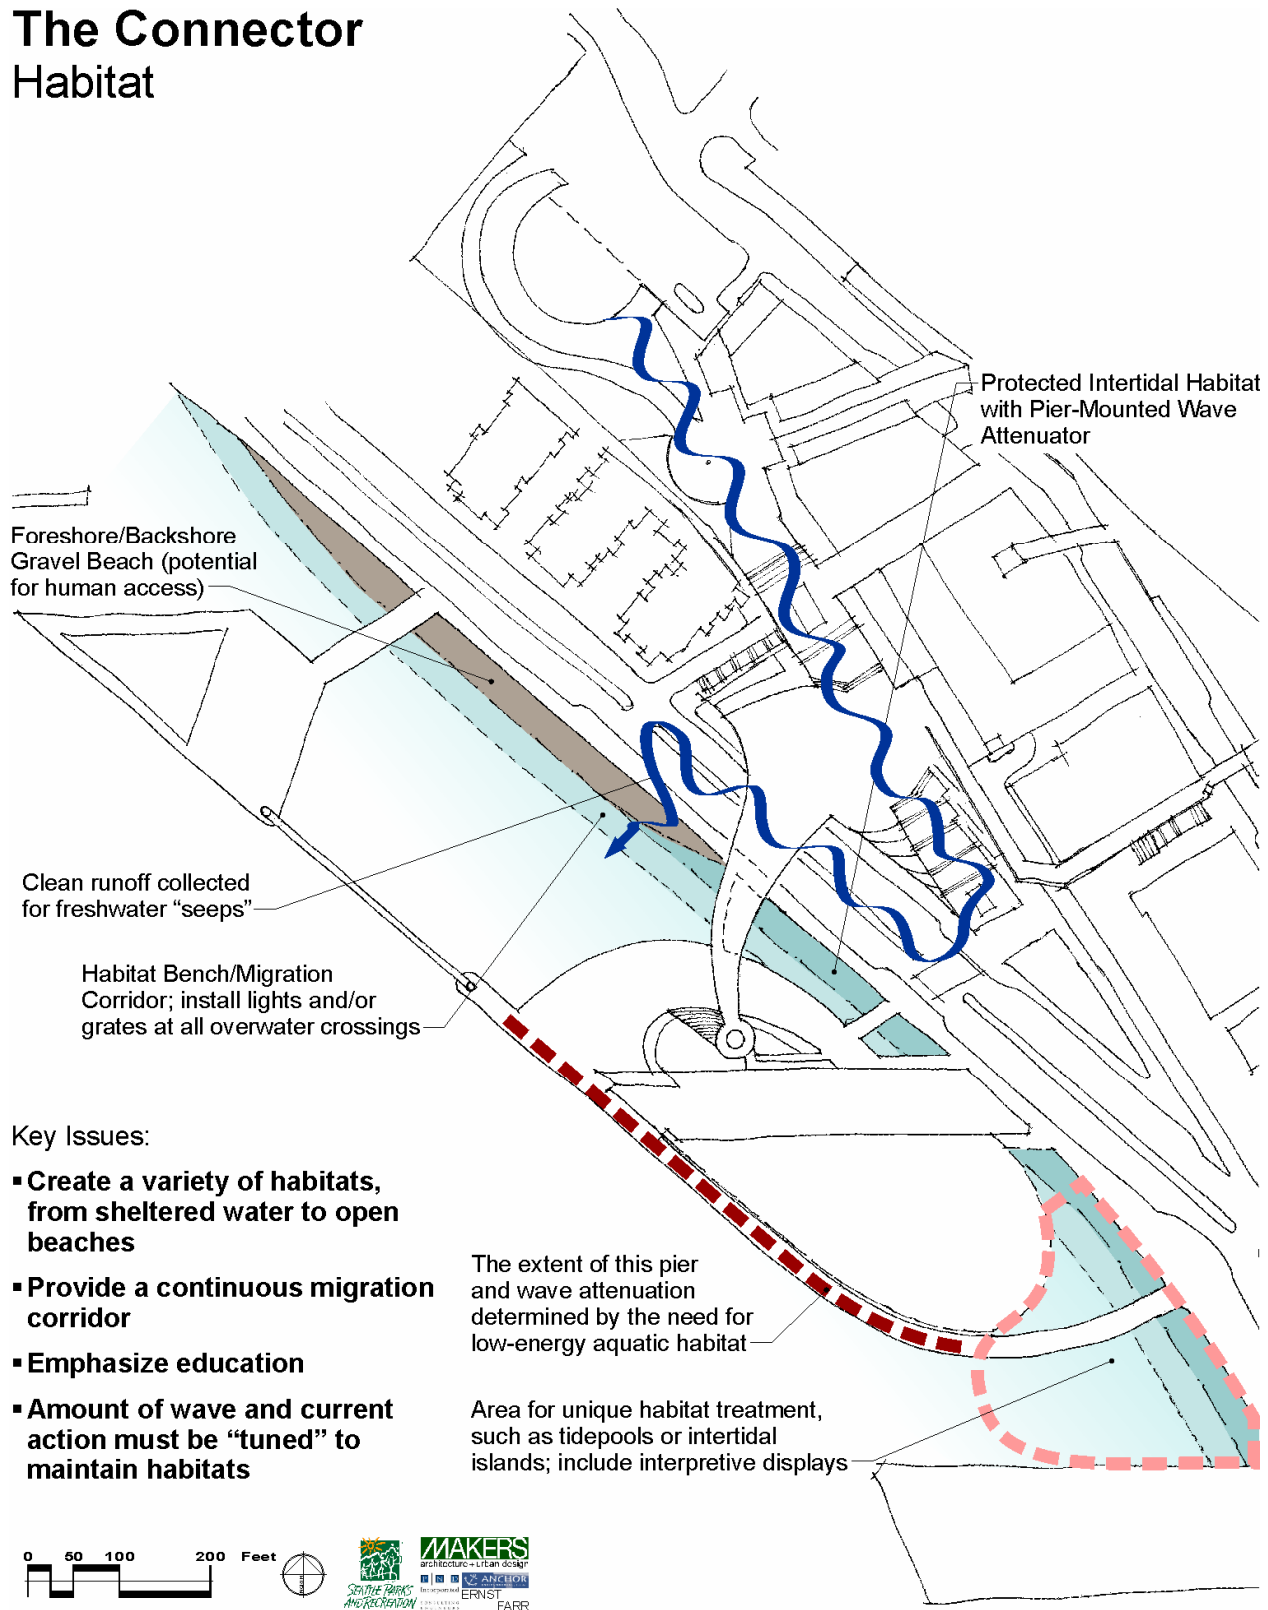 The Connector
Habitat
Protected Intertidal Habitat
with Pier-Mounted Wave
Attenuator
Foreshore/Backshore
Gravel Beach (potential
for human access)
Clean runoff collected
for freshwater “seeps”
Habitat Bench/Migration
Corridor; install lights and/or
grates at all overwater crossings
Key Issues:
▪ Create a variety of habitats,
from sheltered water to open
beaches
▪ Provide a continuous migration
corridor
▪ Emphasize education
▪ Amount of wave and current
action must be “tuned” to
maintain habitats
The extent of this pier
and wave attenuation
determined by the need for
low-energy aquatic habitat
Area for unique habitat treatment,
such as tidepools or intertidal
islands; include interpretive displays
0 50 100 200 Feet
SEATTLE PARKS
AND RECREATION
MAKERS
architecture + urban design
P N D
Incorporated
ANCHOR
ERNST
FARR